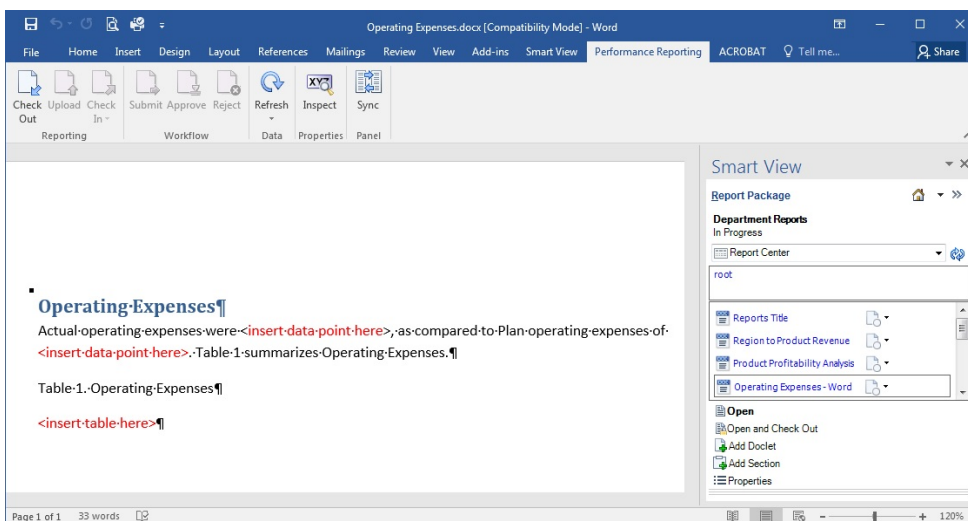 Operating Expenses.docx [Compatibility Mode] - Word
File Home Insert Design Layout References Mailings Review View Add-ins Smart View Performance Reporting ACROBAT Tell me... Share
Check Out Upload Check In Submit Approve Reject Refresh Inspect Sync
Reporting Workflow Data Properties Panel
Operating·Expenses¶
Actual·operating·expenses·were·<insert·data·point·here>,·as·compared·to·Plan·operating·expenses·of·
<insert·data·point·here>.·Table·1·summarizes·Operating·Expenses.¶
Table·1.·Operating·Expenses¶
<insert·table·here>¶
Smart View
Report Package
Department Reports
In Progress
Report Center
root
Reports Title
Region to Product Revenue
Product Profitability Analysis
Operating Expenses - Word
Open
Open and Check Out
Add Doclet
Add Section
Properties
Page 1 of 1 33 words 120%